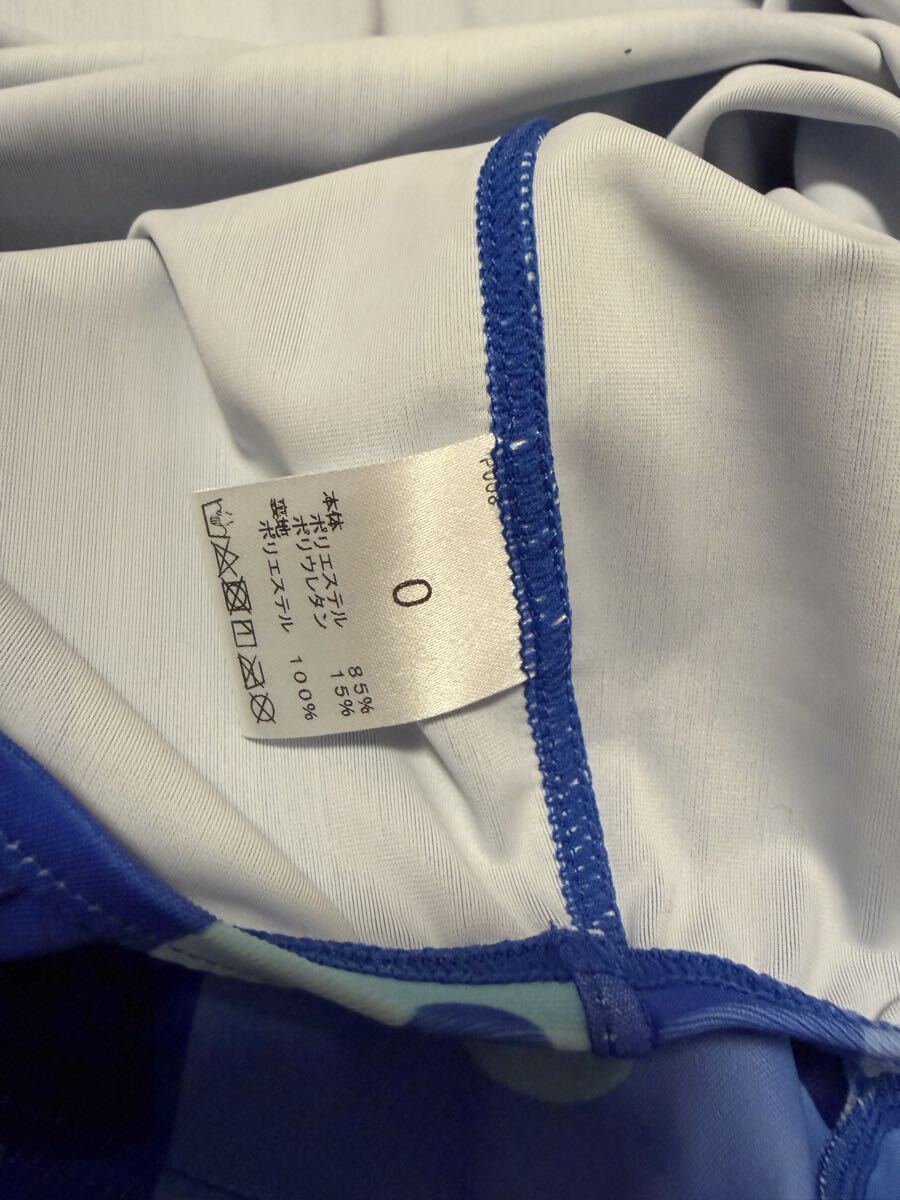 P008
O
本体 ポリエステル 85%
ポリウレタン 15%
裏地 ポリエステル 100%